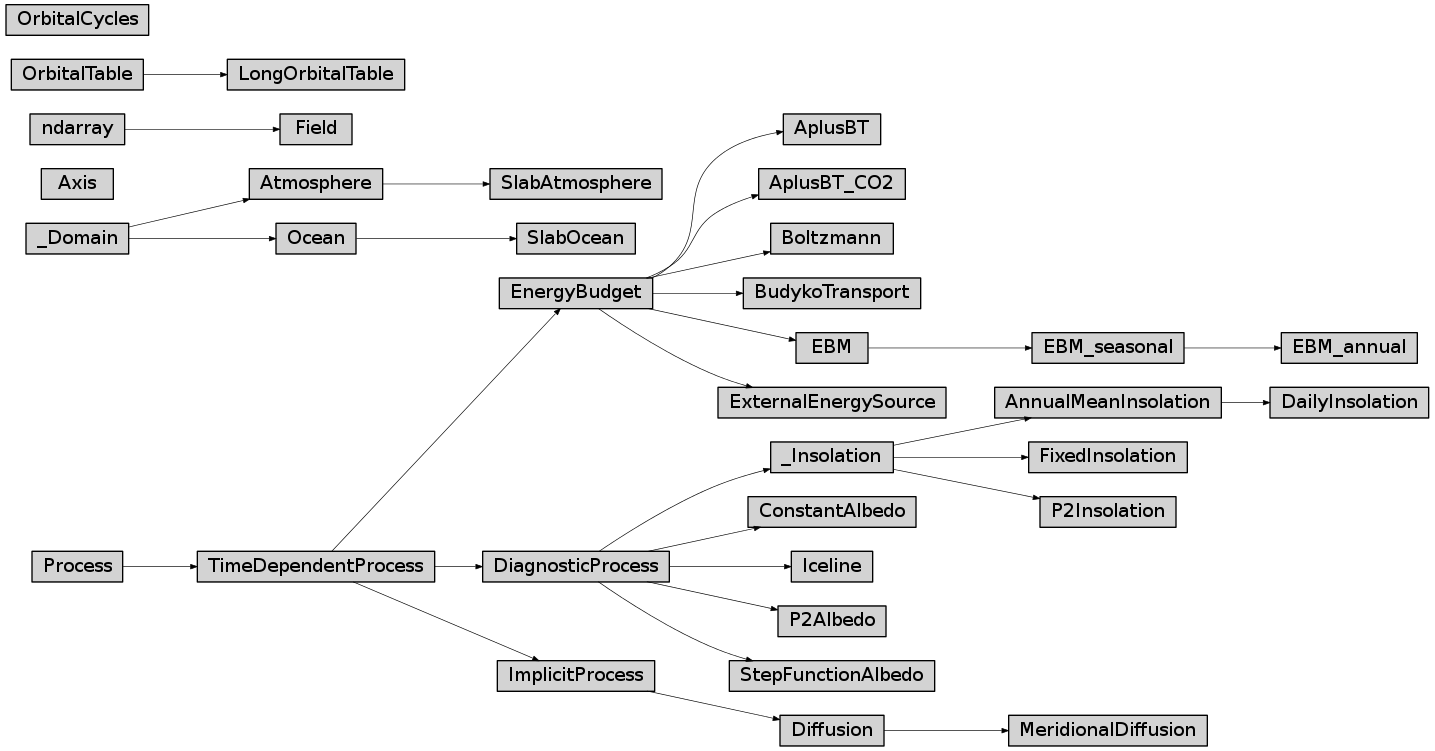 OrbitalCycles
OrbitalTable
LongOrbitalTable
ndarray
Field
AplusBT
Axis
Atmosphere
SlabAtmosphere
AplusBT_CO2
_Domain
Ocean
SlabOcean
Boltzmann
EnergyBudget
BudykoTransport
EBM
EBM_seasonal
EBM_annual
ExternalEnergySource
AnnualMeanInsolation
DailyInsolation
_Insolation
FixedInsolation
ConstantAlbedo
P2Insolation
Process
TimeDependentProcess
DiagnosticProcess
Iceline
P2Albedo
ImplicitProcess
StepFunctionAlbedo
Diffusion
MeridionalDiffusion